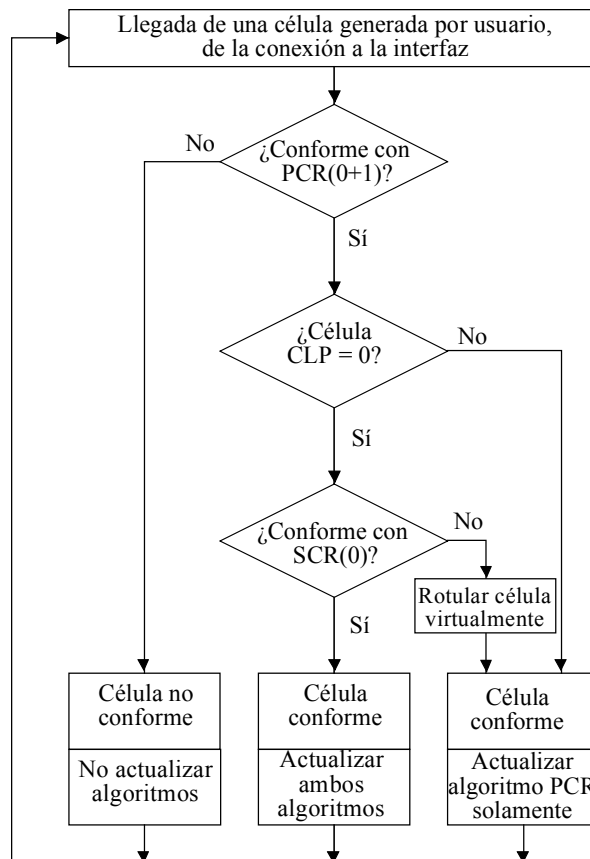 Llegada de una célula generada por usuario,
de la conexión a la interfaz
No
¿Conforme con
PCR(0+1)?
Sí
¿Célula
CLP = 0?
No
Sí
¿Conforme con
SCR(0)?
No
Rotular célula
virtualmente
Sí
Célula no
conforme
No actualizar
algoritmos
Célula
conforme
Actualizar
ambos
algoritmos
Célula
conforme
Actualizar
algoritmo PCR
solamente